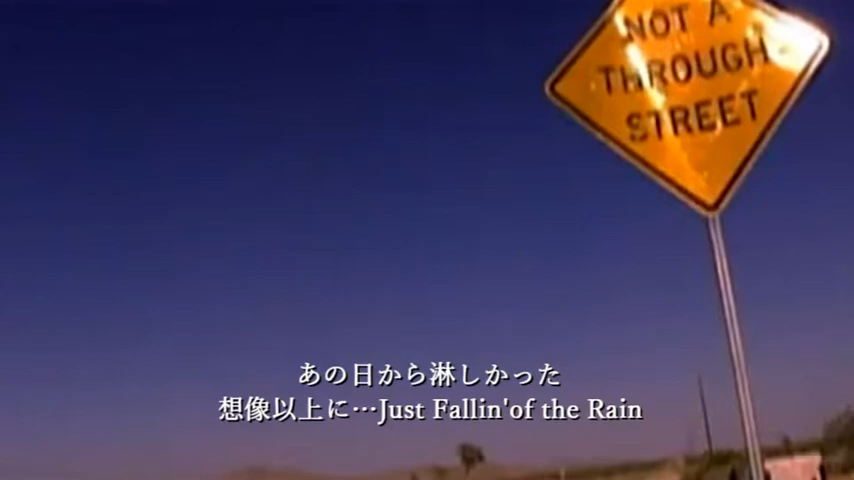 NOT A
THROUGH
STREET
あの日から淋しかった
想像以上に…Just Fallin'of the Rain